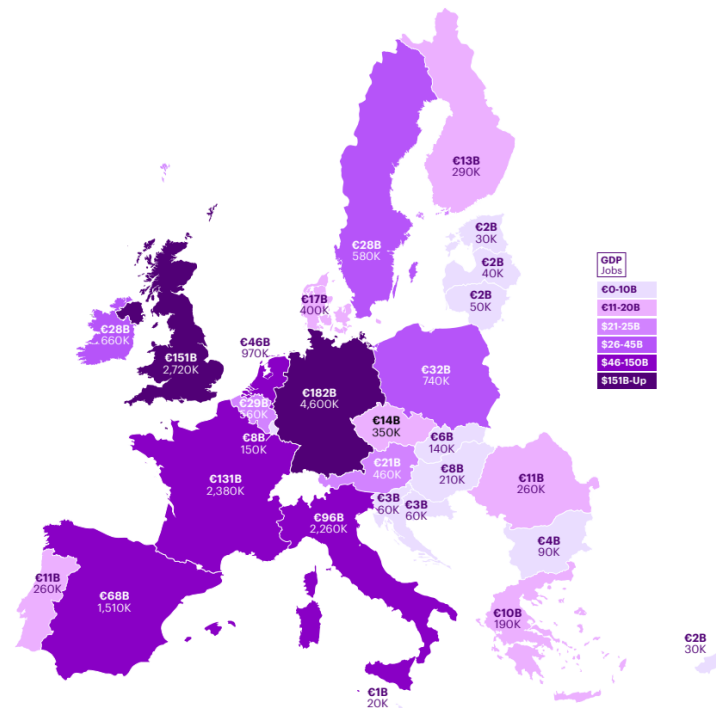 €13B
290K
€2B
30K
€2B
40K
€2B
50K
€28B
580K
€17B
400K
€28B
660K
€151B
2,720K
€46B
970K
€29B
560K
€8B
150K
€182B
4,600K
€32B
740K
€14B
350K
€6B
140K
€21B
460K
€8B
210K
€3B
60K
€3B
60K
€11B
260K
€4B
90K
€131B
2,380K
€96B
2,260K
€11B
260K
€68B
1,510K
€10B
190K
€1B
20K
€2B
30K
GDP
Jobs
€0-10B
€11-20B
$21-25B
$26-45B
$46-150B
$151B-Up